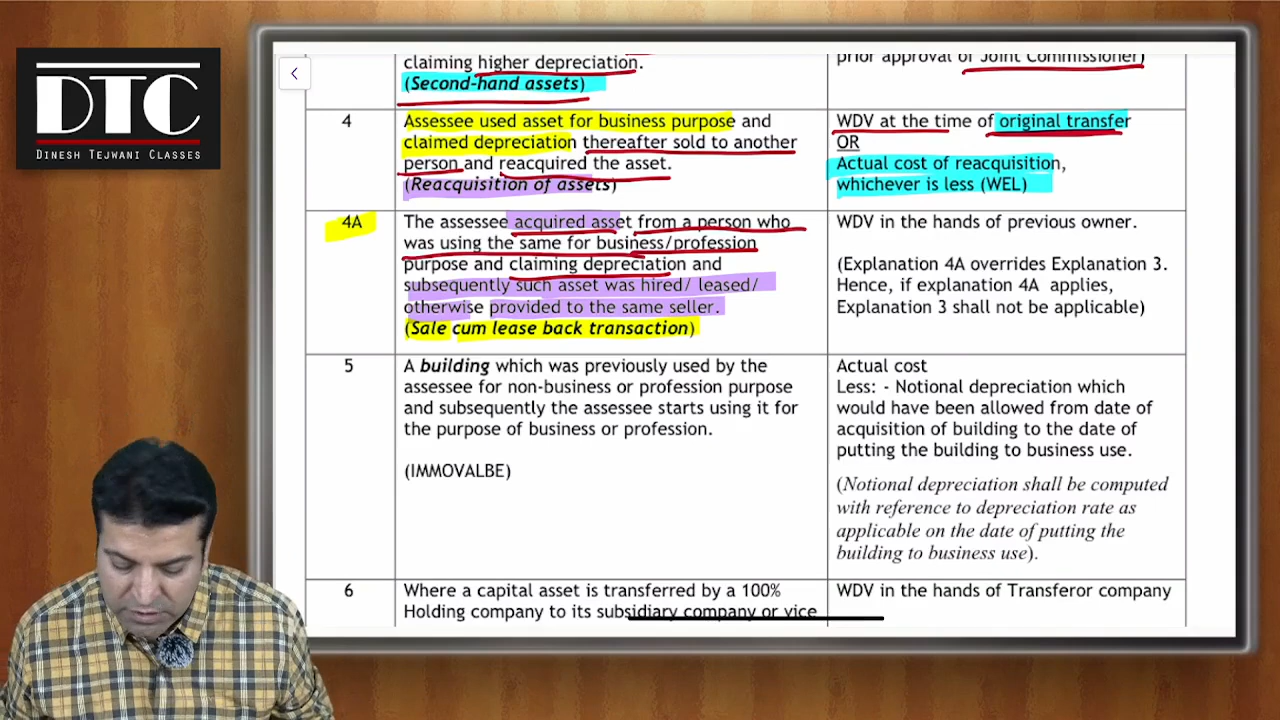 DTC
DINESH TEJWANI CLASSES
claiming higher depreciation.
(Second-hand assets)
prior approval of Joint Commissioner)
4
Assessee used asset for business purpose and
claimed depreciation thereafter sold to another
person and reacquired the asset.
(Reacquisition of assets)
WDV at the time of original transfer
OR
Actual cost of reacquisition,
whichever is less (WEL)
4A
The assessee acquired asset from a person who
was using the same for business/profession
purpose and claiming depreciation and
subsequently such asset was hired/ leased/
otherwise provided to the same seller.
(Sale cum lease back transaction)
WDV in the hands of previous owner.
(Explanation 4A overrides Explanation 3.
Hence, if explanation 4A applies,
Explanation 3 shall not be applicable)
5
A building which was previously used by the
assessee for non-business or profession purpose
and subsequently the assessee starts using it for
the purpose of business or profession.
(IMMOVALBE)
Actual cost
Less: - Notional depreciation which
would have been allowed from date of
acquisition of building to the date of
putting the building to business use.
(Notional depreciation shall be computed
with reference to depreciation rate as
applicable on the date of putting the
building to business use).
6
Where a capital asset is transferred by a 100%
Holding company to its subsidiary company or vice
WDV in the hands of Transferor company